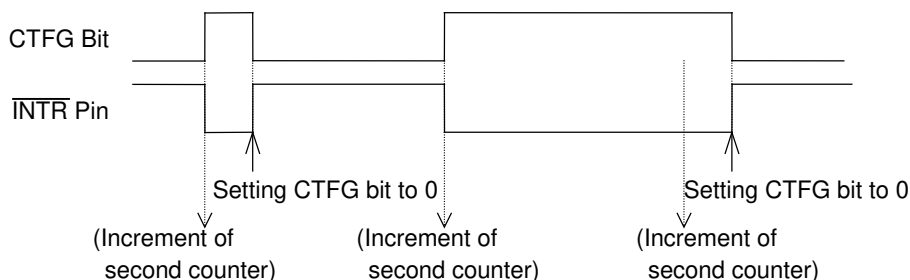 CTFG Bit
INTR Pin
Setting CTFG bit to 0
Setting CTFG bit to 0
(Increment of
second counter)
(Increment of
second counter)
(Increment of
second counter)